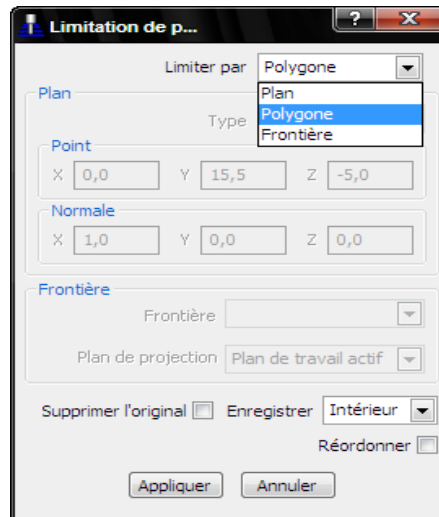 Limitation de p...
?
X
Limiter par Polygone
Plan
Polygone
Frontière
Plan
Type
Point
X 0,0 Y 15,5 Z -5,0
Normale
X 1,0 Y 0,0 Z 0,0
Frontière
Frontière
Plan de projection Plan de travail actif
Supprimer l'original Enregistrer Intérieur
Réordonner
Appliquer Annuler